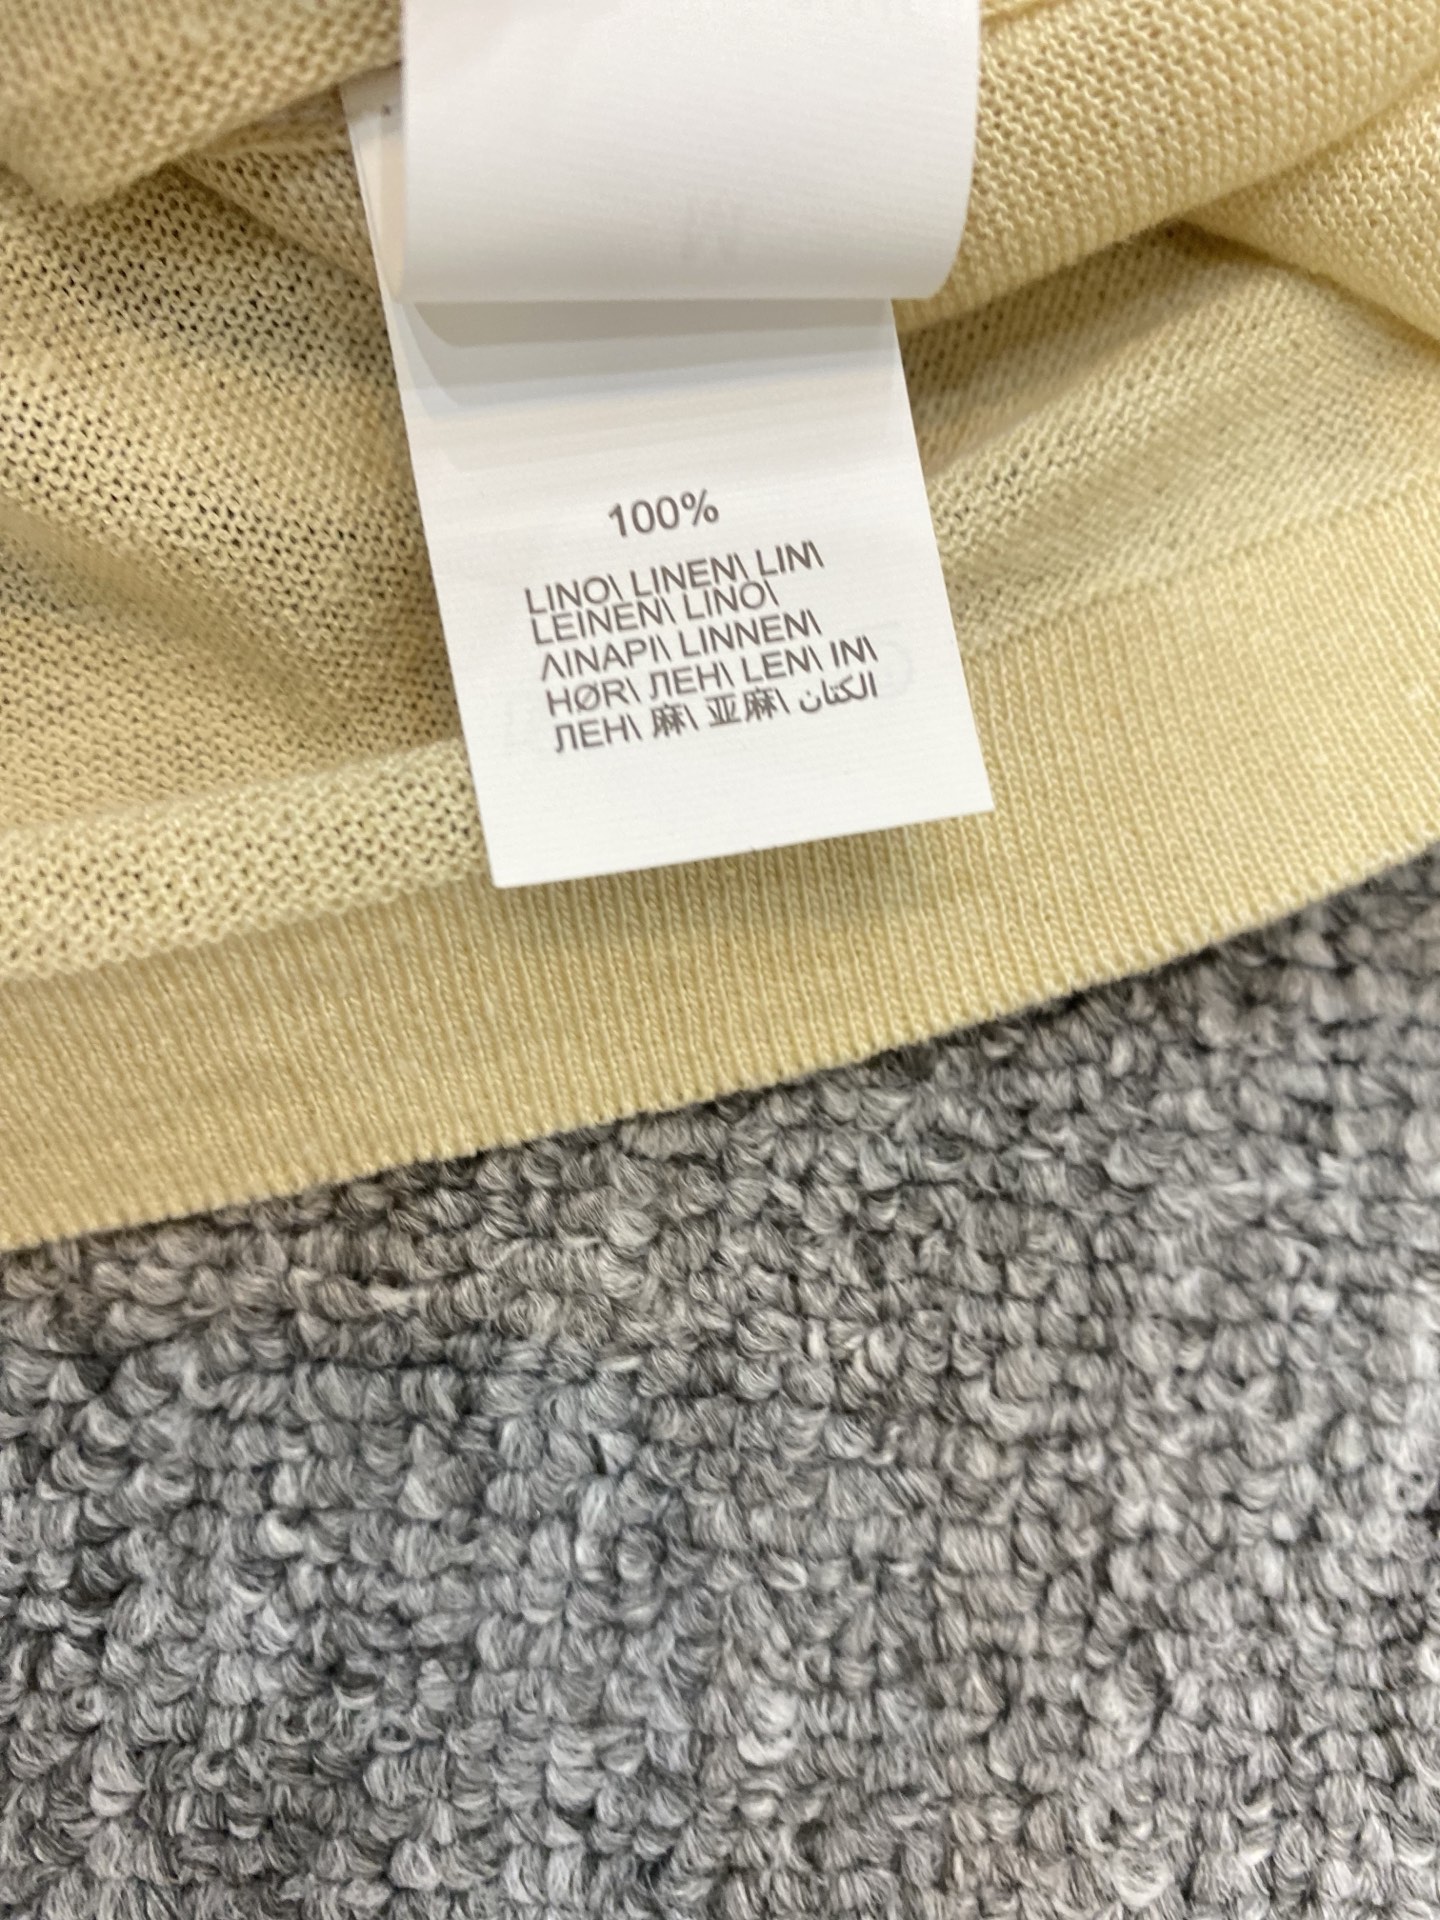 100%
LINO\ LINEN\ LIN\
LEINEN\ LINO\
ΛΙΝΑΡΙ\ LINNEN\
HØR\ ЛЕН\ LEN\ IN\
ЛЕН\ 麻\ 亚麻\ الكتان